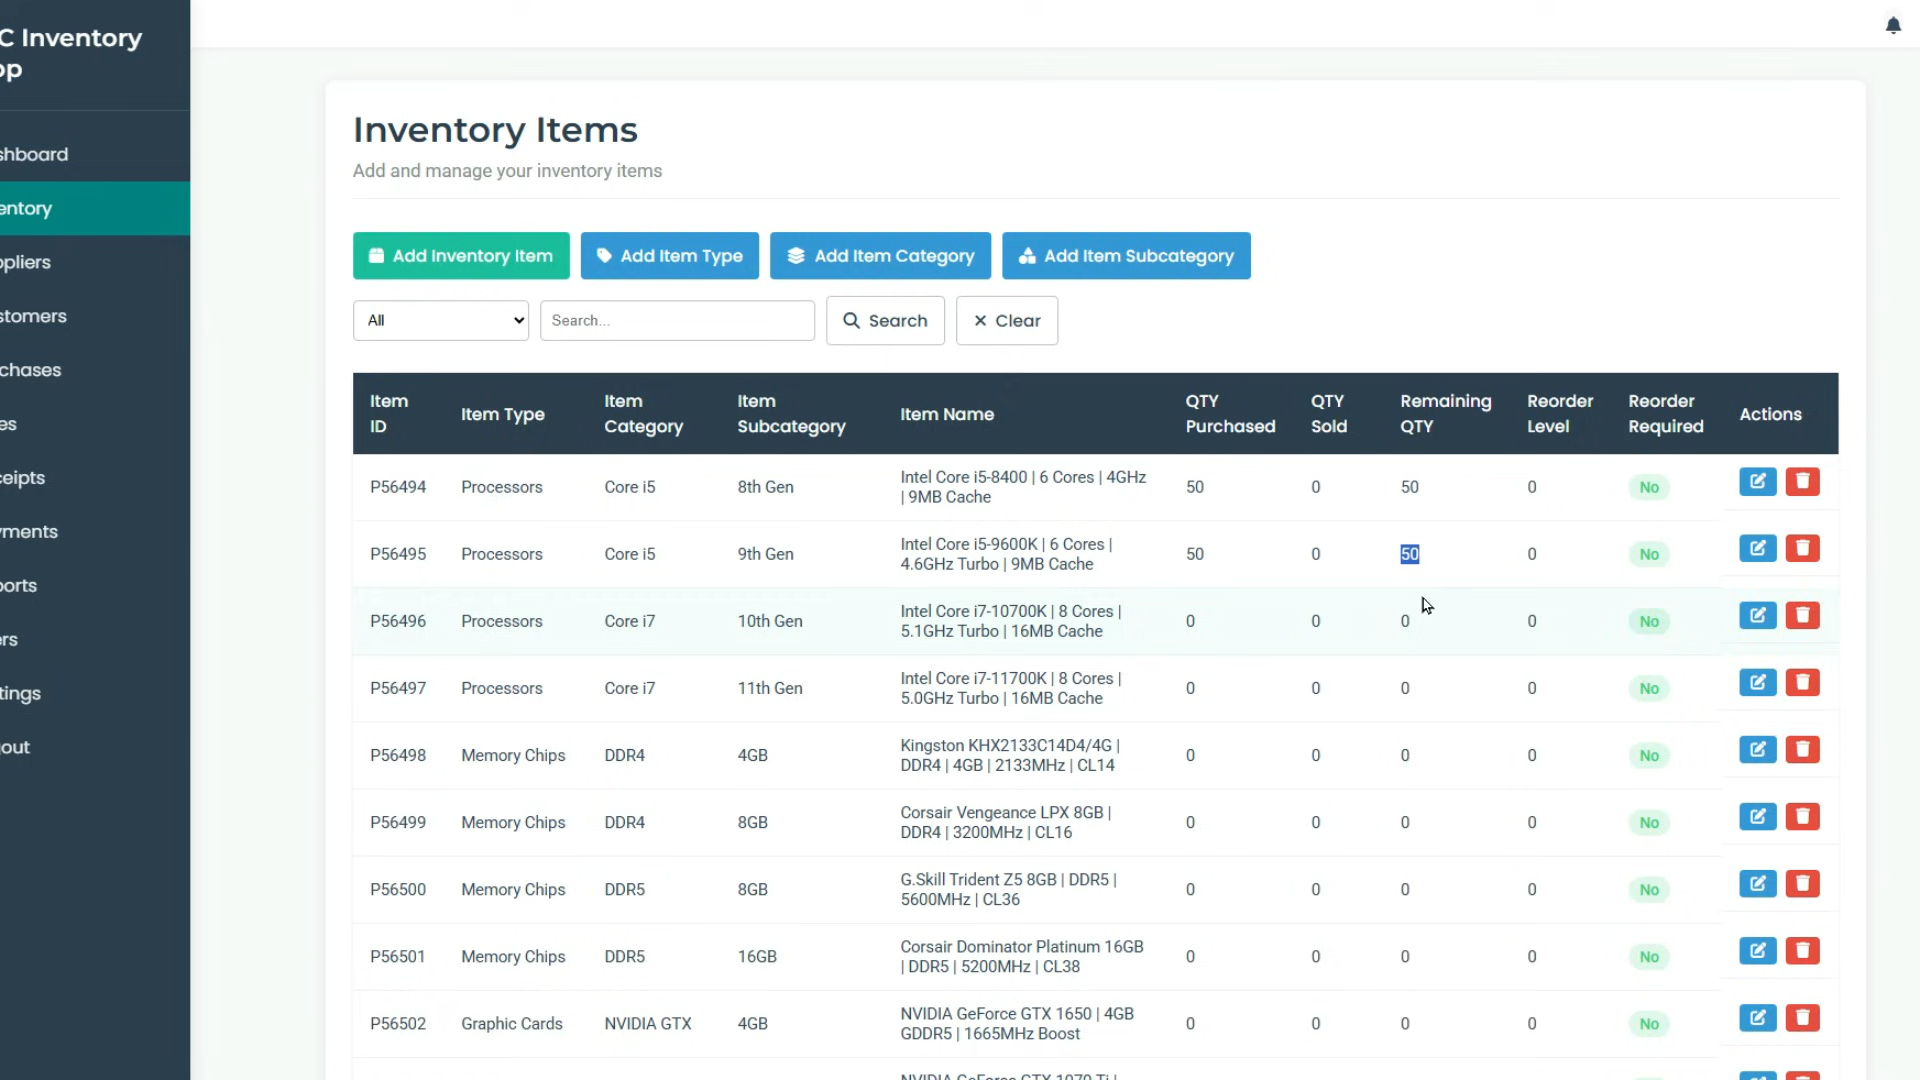 C Inventory
op
shboard
entory
ppliers
stomers
chases
es
ceipts
yments
ports
ers
tings
gout
Inventory Items
Add and manage your inventory items
Add Inventory Item
Add Item Type
Add Item Category
Add Item Subcategory
All
Search...
Search
Clear
Item ID Item Type Item Category Item Subcategory Item Name QTY Purchased QTY Sold Remaining QTY Reorder Level Reorder Required Actions
P56494 Processors Core i5 8th Gen Intel Core i5-8400 | 6 Cores | 4GHz | 9MB Cache 50 0 50 0 No
P56495 Processors Core i5 9th Gen Intel Core i5-9600K | 6 Cores | 4.6GHz Turbo | 9MB Cache 50 0 50 0 No
P56496 Processors Core i7 10th Gen Intel Core i7-10700K | 8 Cores | 5.1GHz Turbo | 16MB Cache 0 0 0 0 No
P56497 Processors Core i7 11th Gen Intel Core i7-11700K | 8 Cores | 5.0GHz Turbo | 16MB Cache 0 0 0 0 No
P56498 Memory Chips DDR4 4GB Kingston KHX2133C14D4/4G | DDR4 | 4GB | 2133MHz | CL14 0 0 0 0 No
P56499 Memory Chips DDR4 8GB Corsair Vengeance LPX 8GB | DDR4 | 3200MHz | CL16 0 0 0 0 No
P56500 Memory Chips DDR5 8GB G.Skill Trident Z5 8GB | DDR5 | 5600MHz | CL36 0 0 0 0 No
P56501 Memory Chips DDR5 16GB Corsair Dominator Platinum 16GB | DDR5 | 5200MHz | CL38 0 0 0 0 No
P56502 Graphic Cards NVIDIA GTX 4GB NVIDIA GeForce GTX 1650 | 4GB GDDR5 | 1665MHz Boost 0 0 0 0 No
NVIDIA GeForce GTX 1070 Ti |